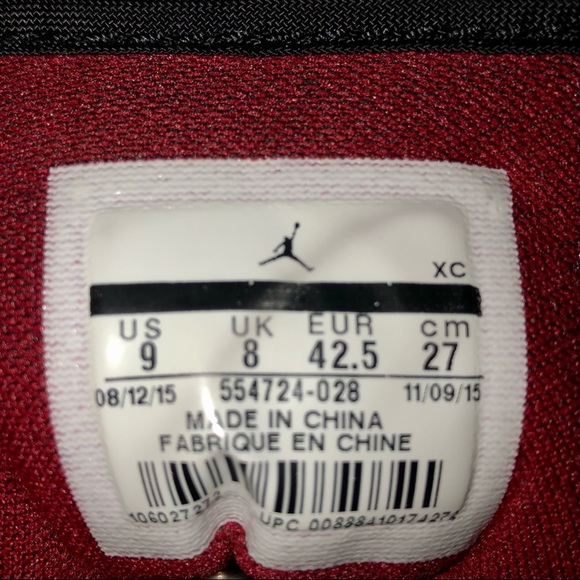 XC
US UK EUR cm
9 8 42.5 27
08/12/15 554724-028 11/09/15
MADE IN CHINA
FABRIQUE EN CHINE
UPC